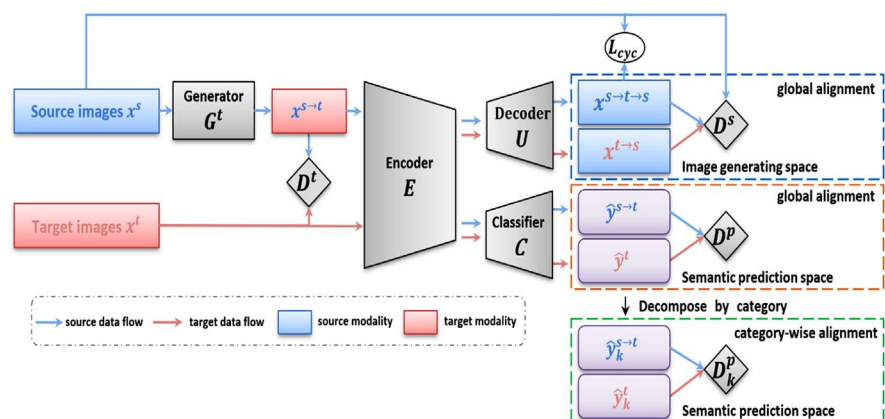 L_cyc
global alignment
Source images x^s
Generator
G^t
x^{s→t}
Encoder
E
Decoder
U
x^{s→t→s}
x^{t→s}
D^s
Image generating space
D^t
Target images x^t
Classifier
C
global alignment
ŷ^{s→t}
ŷ^t
D^p
Semantic prediction space
Decompose by category
source data flow
target data flow
source modality
target modality
category-wise alignment
ŷ_k^{s→t}
ŷ_k^t
D_k^p
Semantic prediction space